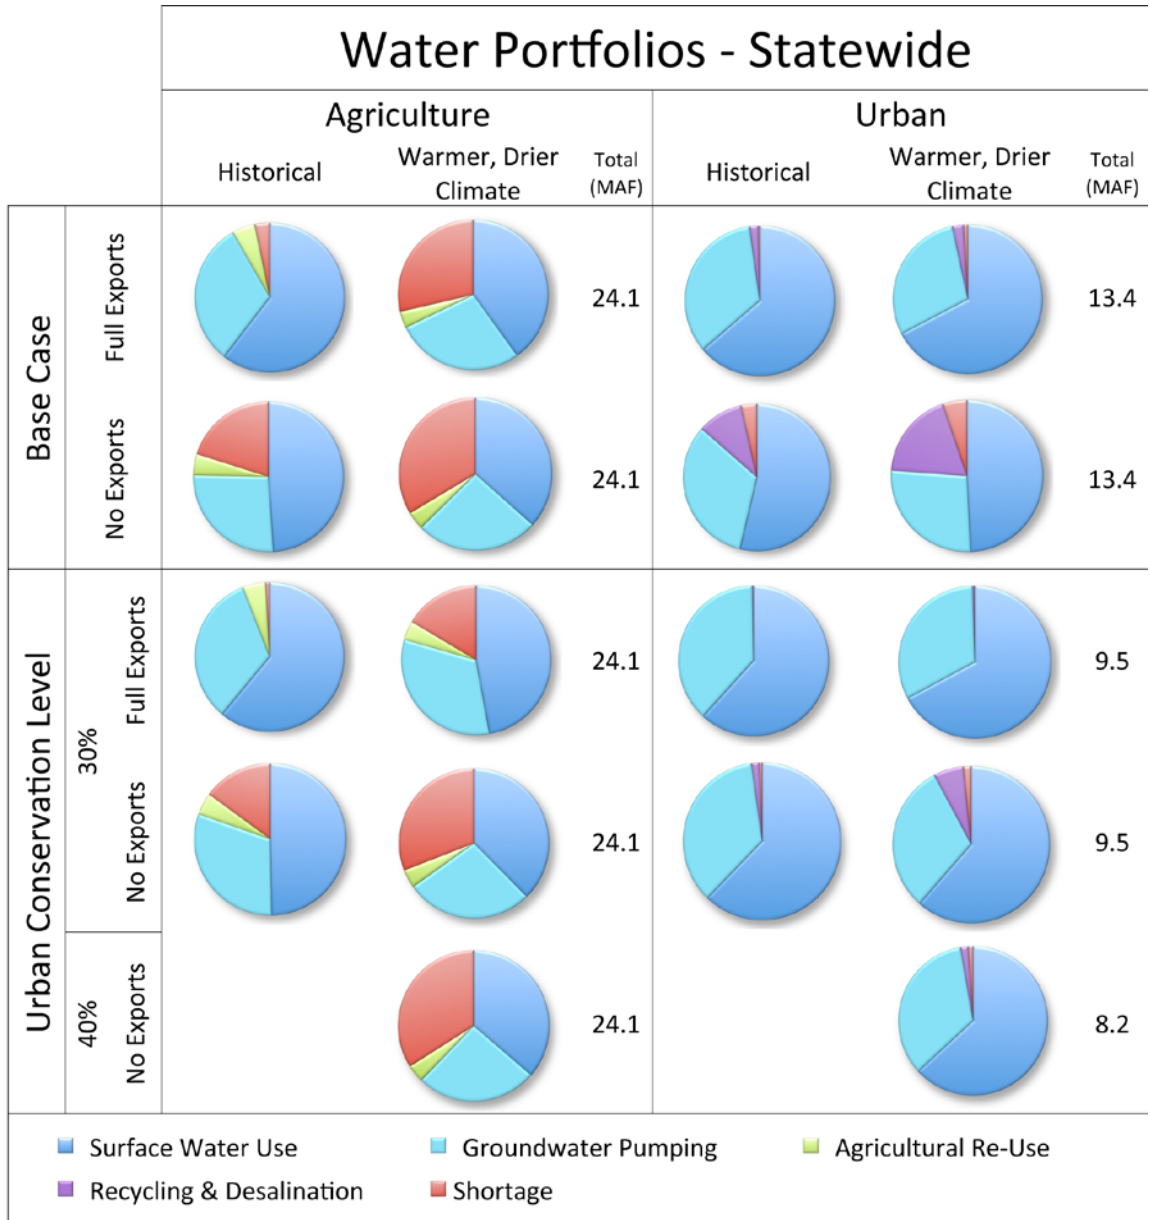 Water Portfolios - Statewide
Agriculture
Urban
Historical
Warmer, Drier
Climate
Total
(MAF)
Historical
Warmer, Drier
Climate
Total
(MAF)
Base Case
Full Exports
24.1
13.4
No Exports
24.1
13.4
Urban Conservation Level
30%
Full Exports
24.1
9.5
No Exports
24.1
9.5
40%
No Exports
24.1
8.2
Surface Water Use
Groundwater Pumping
Agricultural Re-Use
Recycling & Desalination
Shortage